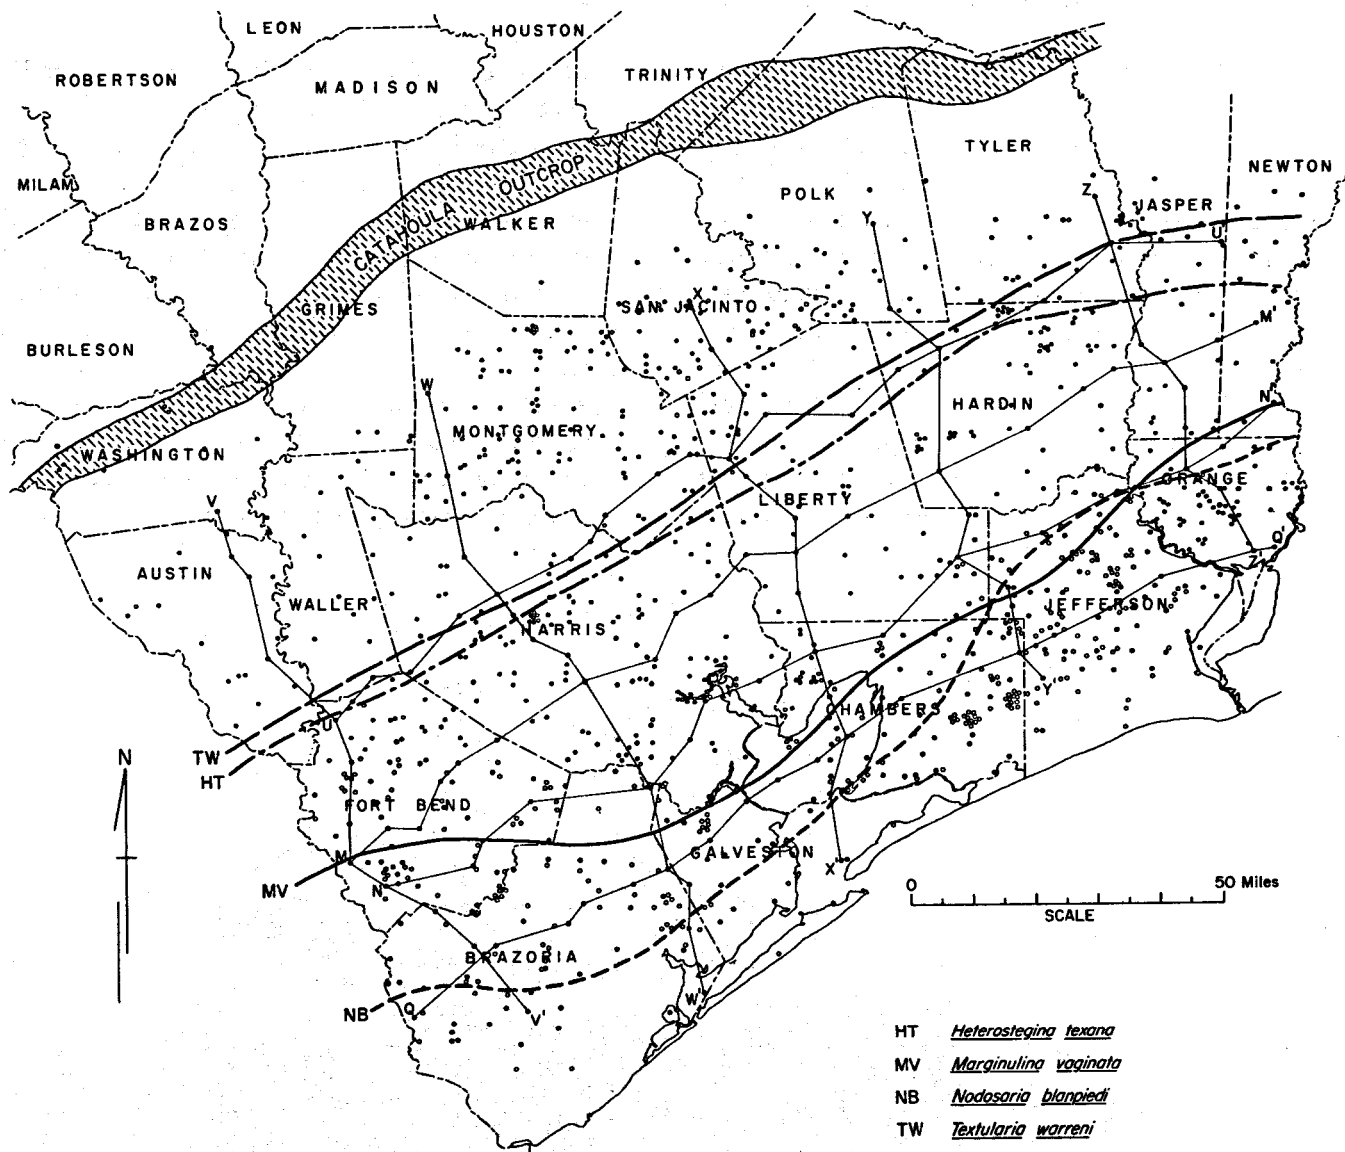 LEON
HOUSTON
ROBERTSON
MADISON
TRINITY
TYLER
NEWTON
MILAM
BRAZOS
POLK
JASPER
CATAHOULA OUTCROP
WALKER
Z
Y
U'
GRIMES
X
SAN JACINTO
M'
BURLESON
W
HARDIN
N'
WASHINGTON
MONTGOMERY
V
LIBERTY
ORANGE
Z'
Q'
AUSTIN
WALLER
HARRIS
JEFFERSON
Y'
CHAMBERS
U
TW
HT
N
FORT BEND
M
GALVESTON
X'
MV
N
0 50 Miles
SCALE
BRAZORIA
NB
Q
V'
W'
HT Heterostegina texana
MV Marginulina vaginata
NB Nodosaria blanpiedi
TW Textularia warreni